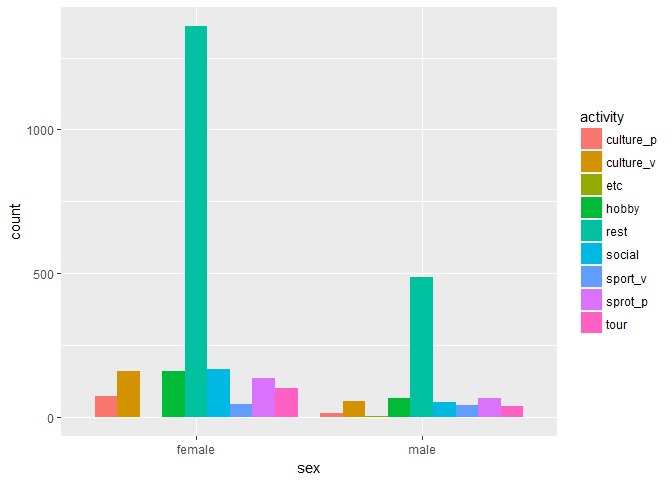 count
1000
500
0
female
male
sex
activity
culture_p
culture_v
etc
hobby
rest
social
sport_v
sprot_p
tour